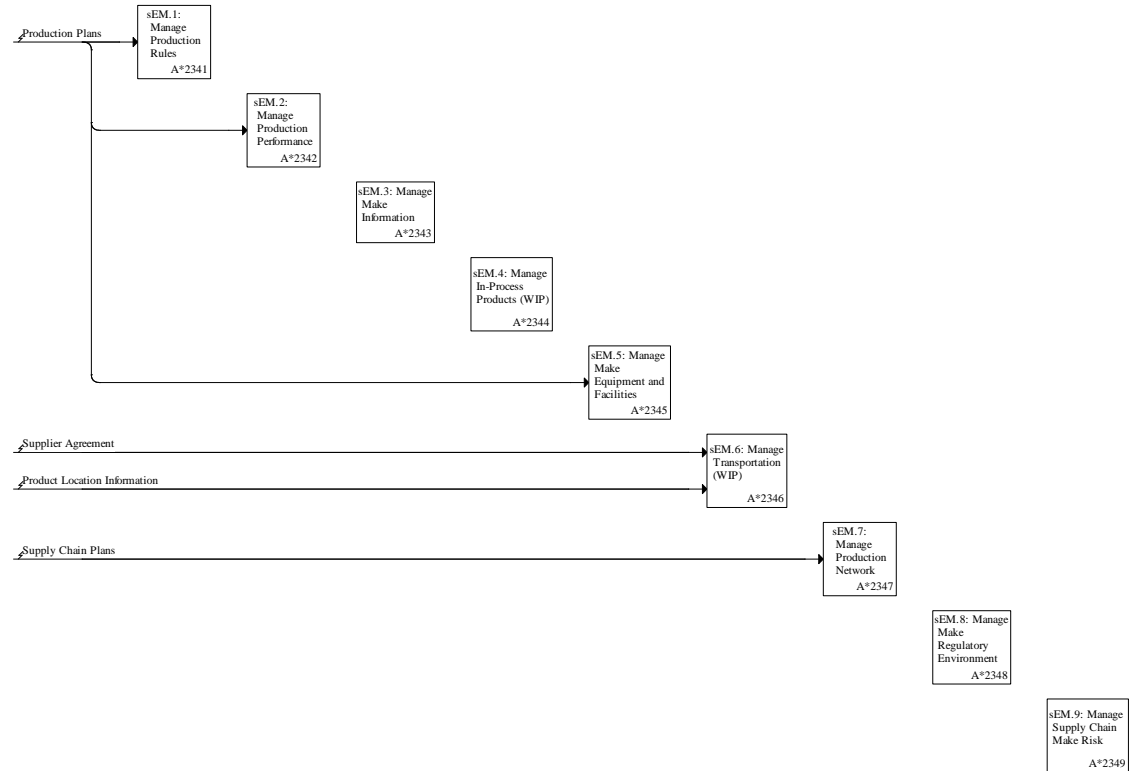 sEM.1:
Manage
Production
Rules
A*2341
Production Plans
sEM.2:
Manage
Production
Performance
A*2342
sEM.3: Manage
Make
Information
A*2343
sEM.4: Manage
In-Process
Products (WIP)
A*2344
sEM.5: Manage
Make
Equipment and
Facilities
A*2345
Supplier Agreement
sEM.6: Manage
Transportation
(WIP)
A*2346
Product Location Information
sEM.7:
Manage
Production
Network
A*2347
Supply Chain Plans
sEM.8: Manage
Make
Regulatory
Environment
A*2348
sEM.9: Manage
Supply Chain
Make Risk
A*2349